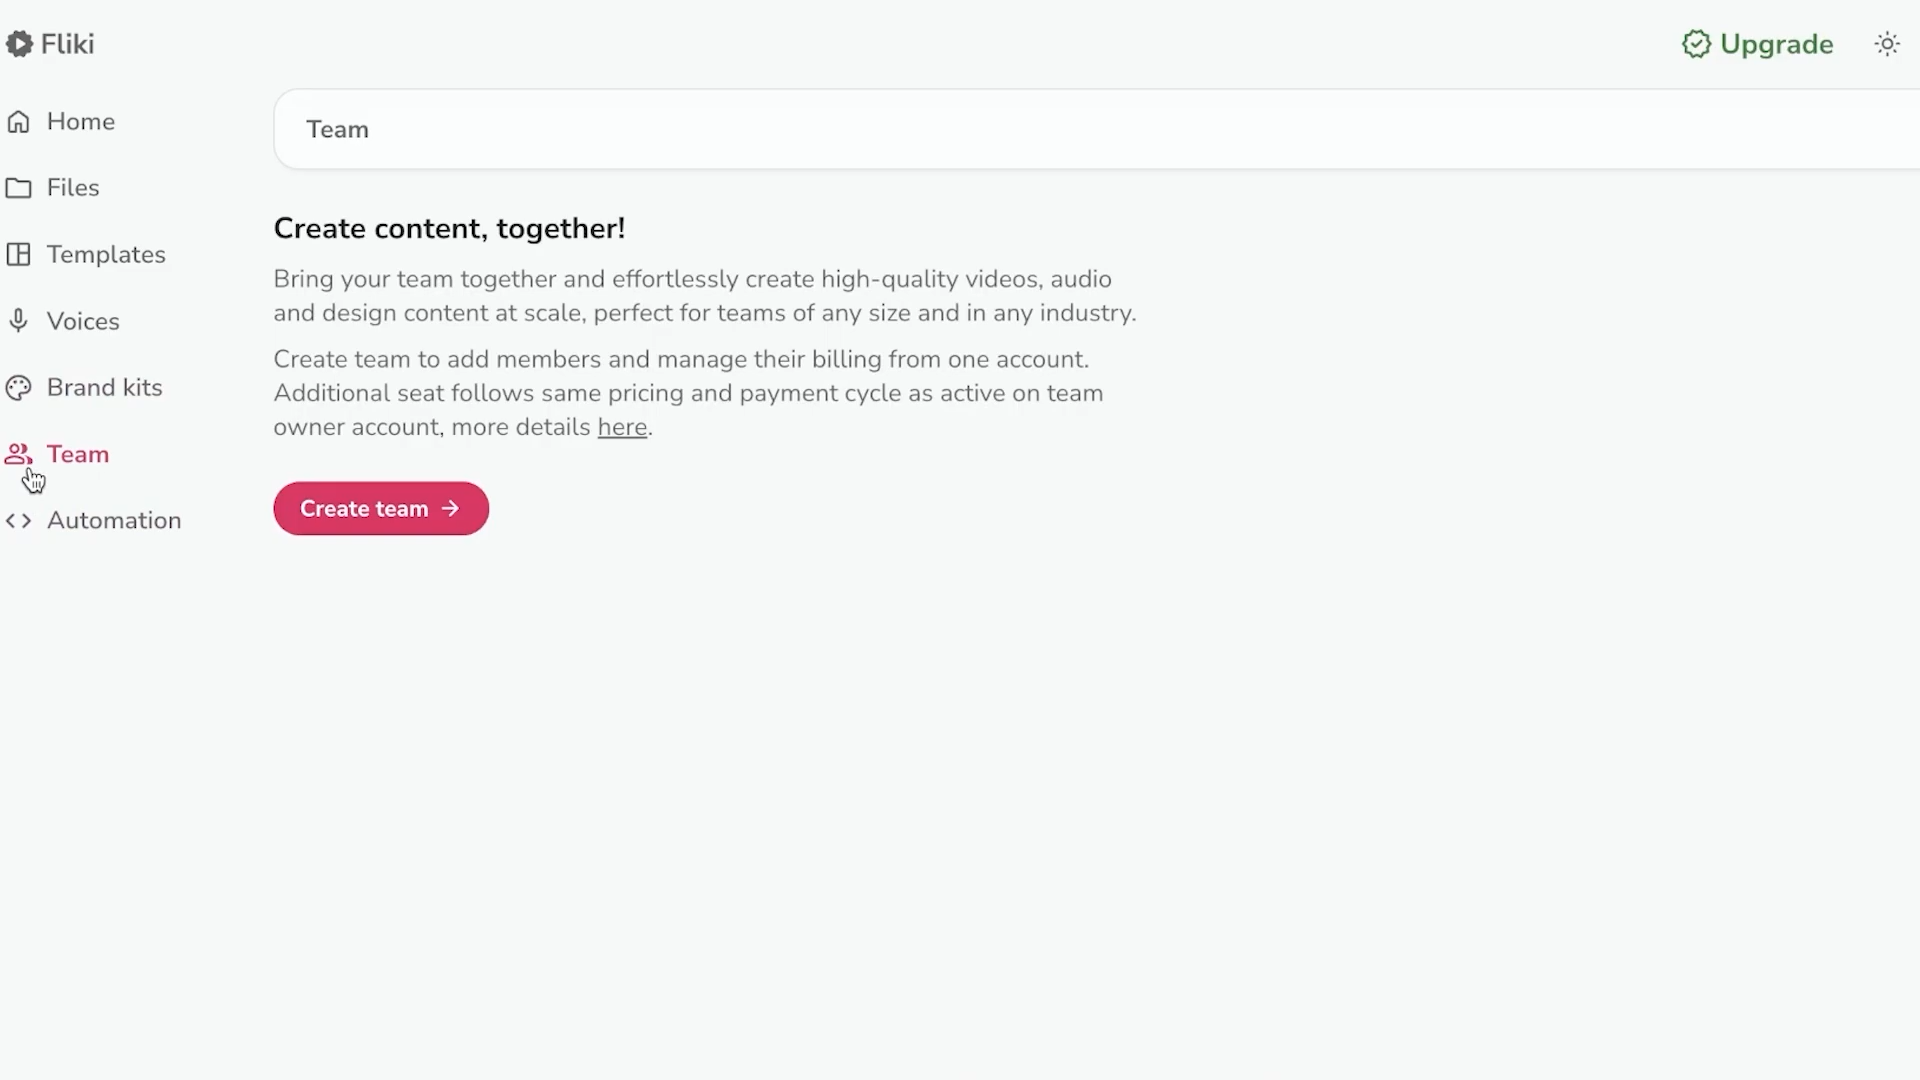 Fliki
Upgrade
Home
Files
Templates
Voices
Brand kits
Team
Automation
Team
Create content, together!
Bring your team together and effortlessly create high-quality videos, audio
and design content at scale, perfect for teams of any size and in any industry.
Create team to add members and manage their billing from one account.
Additional seat follows same pricing and payment cycle as active on team
owner account, more details here.
Create team